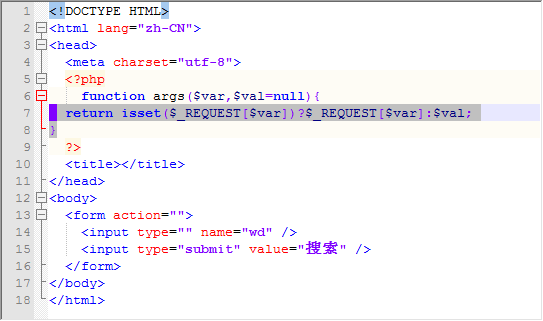 1 <!DOCTYPE HTML>
2 <html lang="zh-CN">
3 <head>
4 <meta charset="utf-8">
5 <?php
6 function args($var,$val=null){
7 return isset($_REQUEST[$var])?$_REQUEST[$var]:$val;
8 }
9 ?>
10 <title></title>
11 </head>
12 <body>
13 <form action="">
14 <input type="" name="wd" />
15 <input type="submit" value="搜索" />
16 </form>
17 </body>
18 </html>